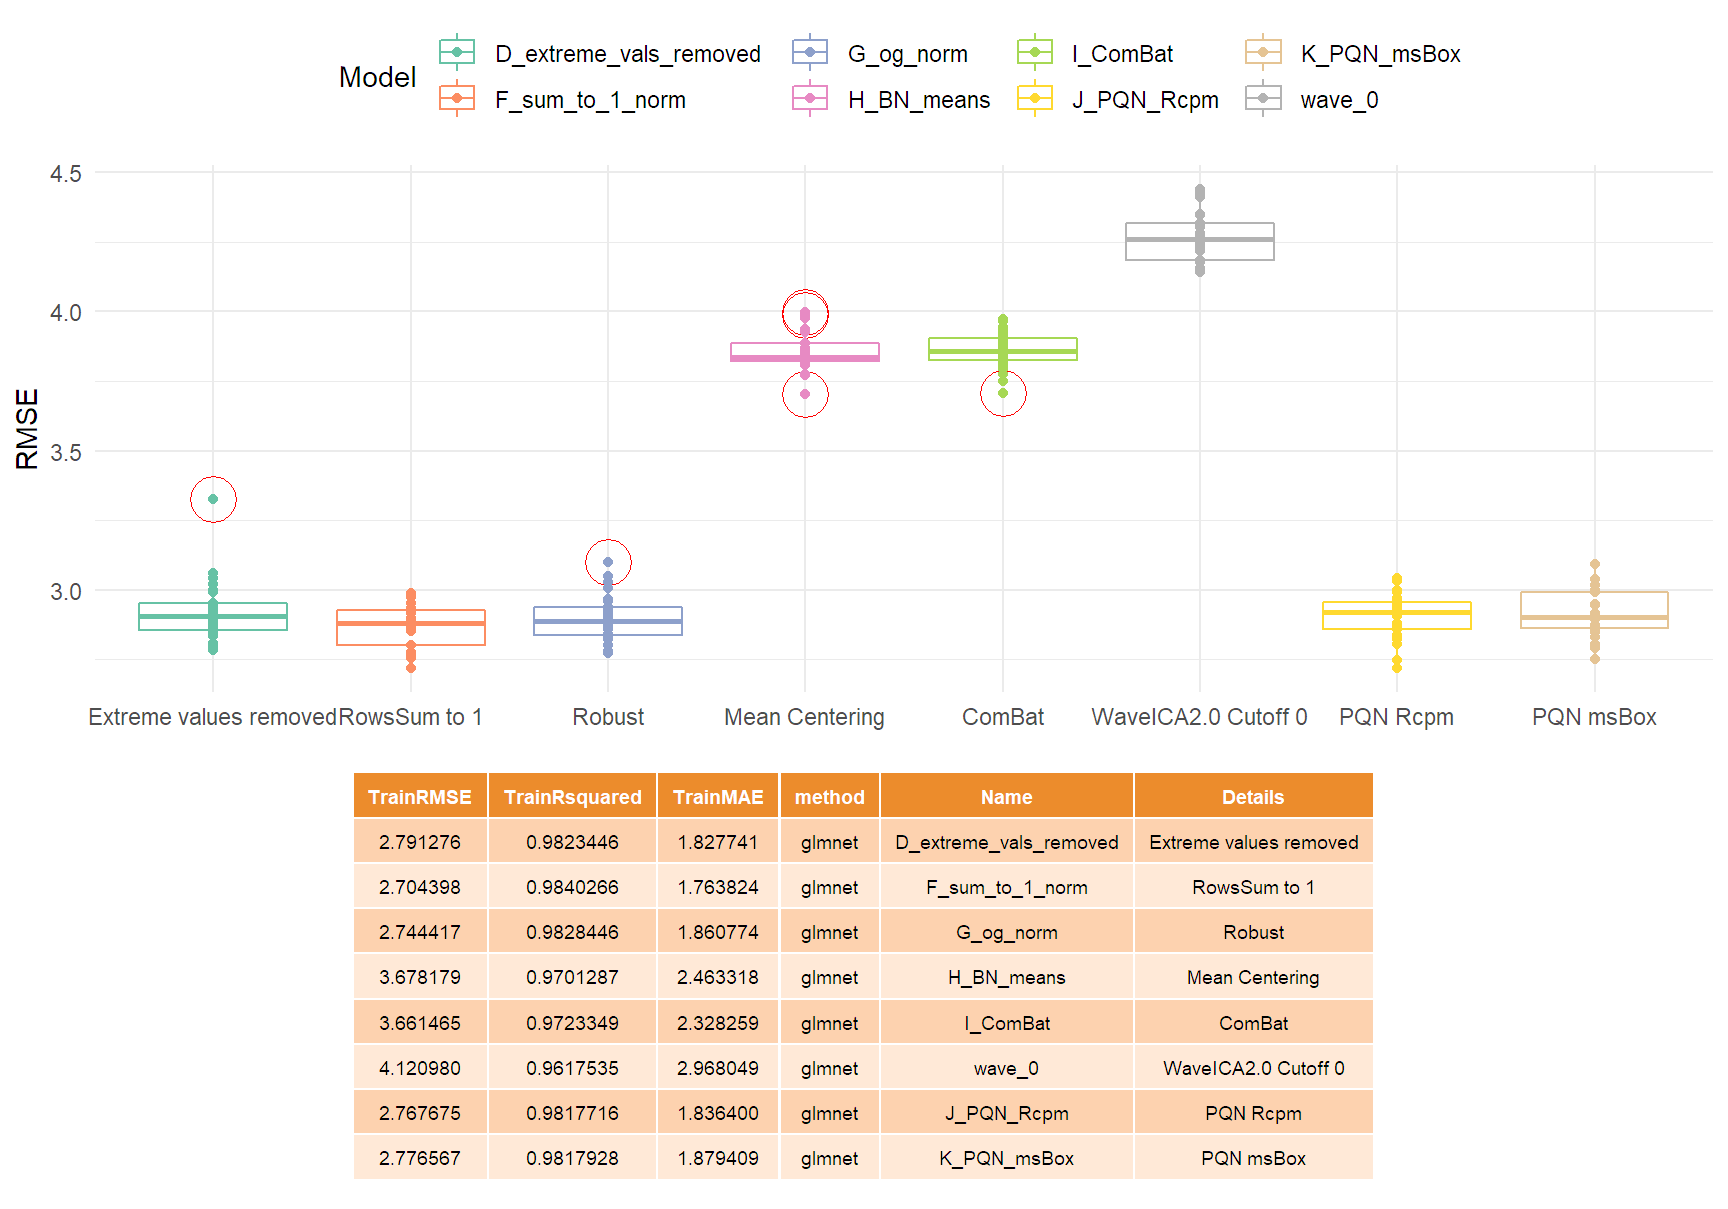 Model
D_extreme_vals_removed G_og_norm I_ComBat K_PQN_msBox
F_sum_to_1_norm H_BN_means J_PQN_Rcpm wave_0
RMSE
4.5
4.0
3.5
3.0
Extreme values removed RowsSum to 1 Robust Mean Centering ComBat WaveICA2.0 Cutoff 0 PQN Rcpm PQN msBox
TrainRMSE TrainRsquared TrainMAE method Name Details
2.791276 0.9823446 1.827741 glmnet D_extreme_vals_removed Extreme values removed
2.704398 0.9840266 1.763824 glmnet F_sum_to_1_norm RowsSum to 1
2.744417 0.9828446 1.860774 glmnet G_og_norm Robust
3.678179 0.9701287 2.463318 glmnet H_BN_means Mean Centering
3.661465 0.9723349 2.328259 glmnet I_ComBat ComBat
4.120980 0.9617535 2.968049 glmnet wave_0 WaveICA2.0 Cutoff 0
2.767675 0.9817716 1.836400 glmnet J_PQN_Rcpm PQN Rcpm
2.776567 0.9817928 1.879409 glmnet K_PQN_msBox PQN msBox